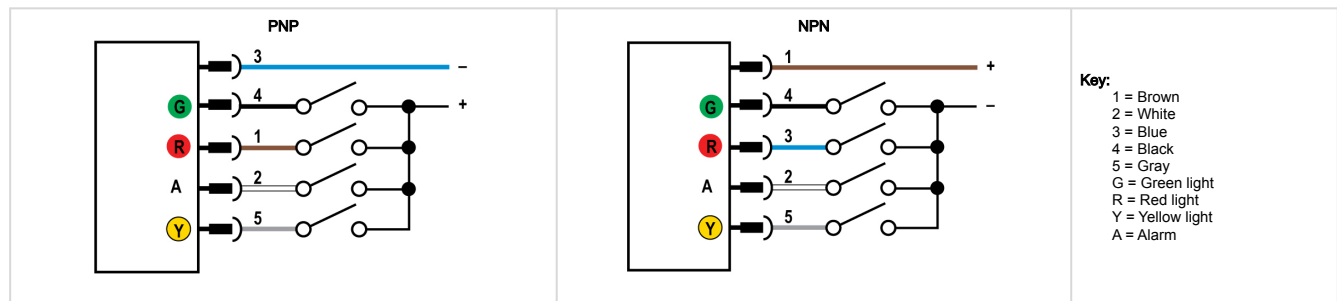 PNP
3
–
G
4
+
R
1
A
2
Y
5
NPN
1
+
G
4
–
R
3
A
2
Y
5
Key:
1 = Brown
2 = White
3 = Blue
4 = Black
5 = Gray
G = Green light
R = Red light
Y = Yellow light
A = Alarm